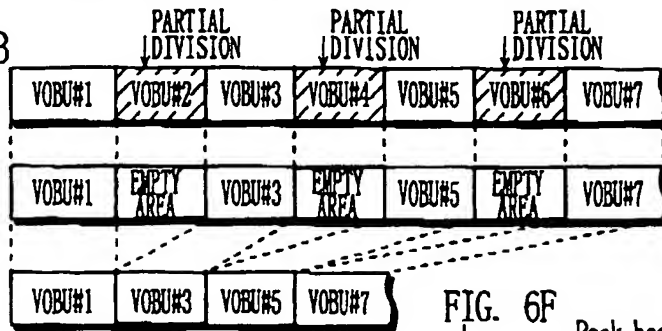 B
PARTIAL DIVISION PARTIAL DIVISION PARTIAL DIVISION
VOBU#1 VOBU#2 VOBU#3 VOBU#4 VOBU#5 VOBU#6 VOBU#7
VOBU#1 EMPTY AREA VOBU#3 EMPTY AREA VOBU#5 EMPTY AREA VOBU#7
VOBU#1 VOBU#3 VOBU#5 VOBU#7
FIG. 6F